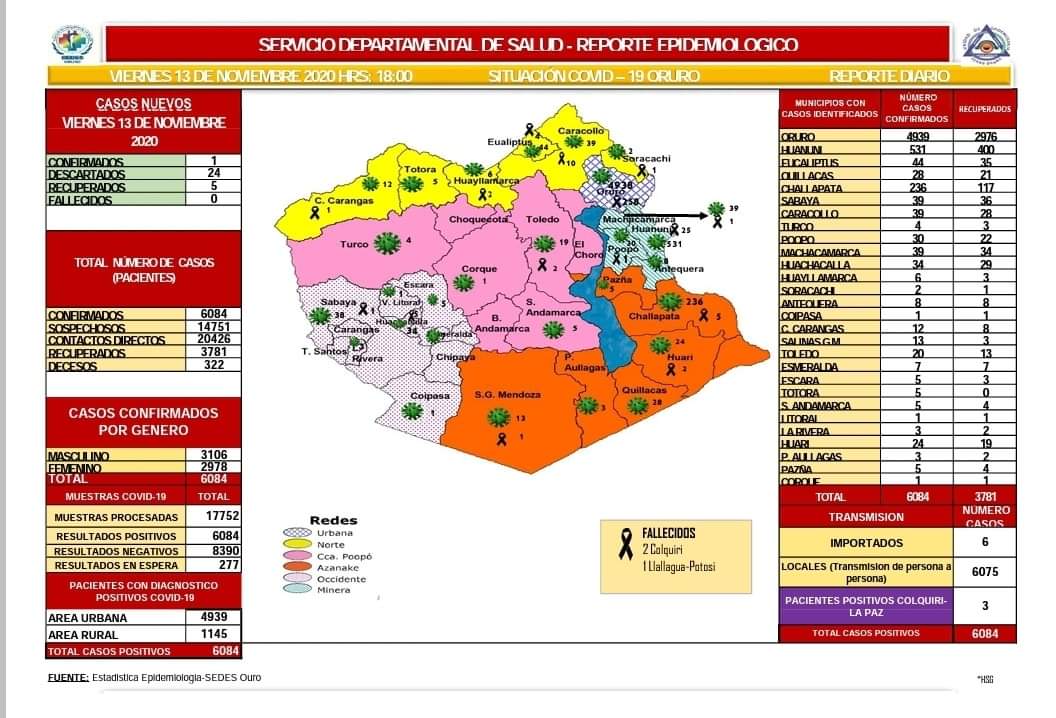 SERVICIO DEPARTAMENTAL DE SALUD - REPORTE EPIDEMIOLOGICO
VIERNES 13 DE NOVIEMBRE 2020 HRS: 18:00 SITUACIÓN COVID – 19 ORURO REPORTE DIARIO
CASOS NUEVOS
VIERNES 13 DE NOVIEMBRE
2020
CONFIRMADOS 1
DESCARTADOS 24
RECUPERADOS 5
FALLECIDOS 0
TOTAL NÚMERO DE CASOS
(PACIENTES)
CONFIRMADOS 6084
SOSPECHOSOS 14751
CONTACTOS DIRECTOS 20426
RECUPERADOS 3781
DECESOS 322
CASOS CONFIRMADOS
POR GENERO
MASCULINO 3106
FEMENINO 2978
TOTAL 6084
MUESTRAS COVID-19 TOTAL
MUESTRAS PROCESADAS 17752
RESULTADOS POSITIVOS 6084
RESULTADOS NEGATIVOS 8390
RESULTADOS EN ESPERA 277
PACIENTES CON DIAGNOSTICO
POSITIVOS COVID-19
AREA URBANA 4939
AREA RURAL 1145
TOTAL CASOS POSITIVOS 6084
Caracollo
39
10
Eualiptus
4
44
Soracachi
2
1
Totora
5
Huayllamarca
6
2
12
C. Carangas
1
4938
Oruro
258
Machacamarca
39
1
Huanuni 25
531
Poopó
30
1
8
Antequera
Choquecota
Toledo
19
2
El
Choro
Turco
4
Corque
1
Pazña
5
Escara
5
V. Litoral
1
Sabaya
38
1
Carangas
34
T. Santos
Rivera
3
Chipaya
S.
Andamarca
5
B.
Andamarca
236
Challapata
5
24
Huari
2
P.
Aullagas
3
Quillacas
28
Coipasa
1
S.G. Mendoza
13
1
Redes
Urbana
Norte
Cca. Poopó
Azanake
Occidente
Minera
FALLECIDOS
2 Colquiri
1 Llallagua-Potosi
MUNICIPIOS CON
CASOS IDENTIFICADOS
NÚMERO
CASOS
CONFIRMADOS
RECUPERADOS
ORURO 4939 2976
HUANUNI 531 400
EUCALIPTUS 44 35
QUILLACAS 28 21
CHALLAPATA 236 117
SABAYA 39 36
CARACOLLO 39 28
TURCO 4 3
POOPO 30 22
MACHACAMARCA 39 34
HUACHACALLA 34 29
HUAYLLAMARCA 6 3
SORACACHI 2 1
ANTEQUERA 8 8
COIPASA 1 1
C. CARANGAS 12 8
SALINAS G.M 13 3
TOLEDO 20 13
ESMERALDA 7 7
ESCARA 5 3
TOTORA 5 0
S. ANDAMARCA 5 4
LITORAL 1 1
LA RIVERA 3 2
HUARI 24 19
P. AULLAGAS 3 2
PAZÑA 5 4
CORQUE 1 1
TOTAL 6084 3781
TRANSMISION NÚMERO
CASOS
IMPORTADOS 6
LOCALES (Transmision de persona a
persona) 6075
PACIENTES POSITIVOS COLQUIRI-
LA PAZ 3
TOTAL CASOS POSITIVOS 6084
FUENTE: Estadistica Epidemiologia-SEDES Oruro
*HSG